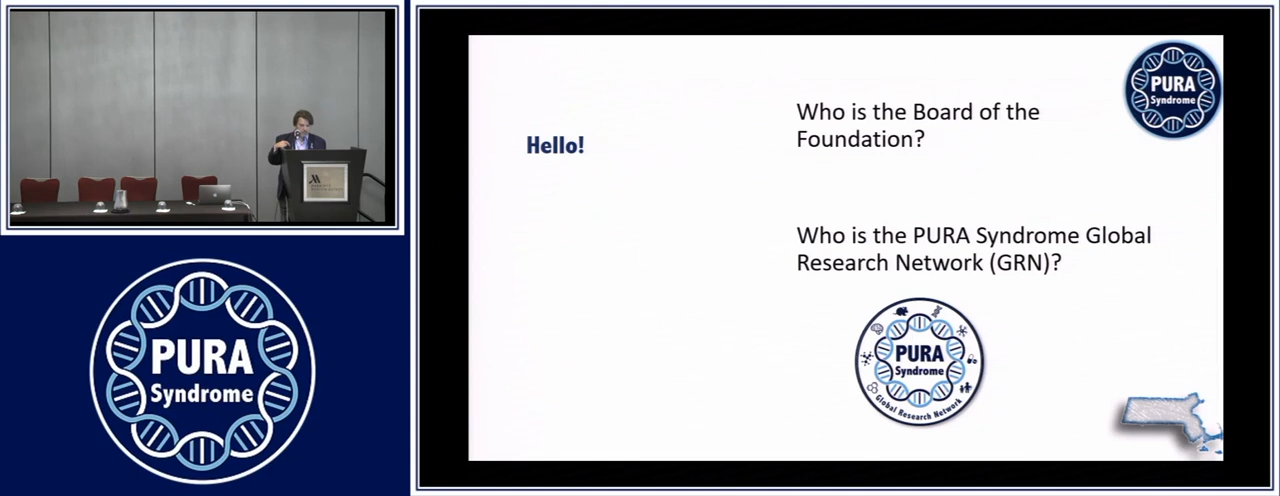 PURA
Syndrome
Hello!
Who is the Board of the
Foundation?
PURA
Syndrome
Who is the PURA Syndrome Global
Research Network (GRN)?
PURA
Syndrome
Global Research Network